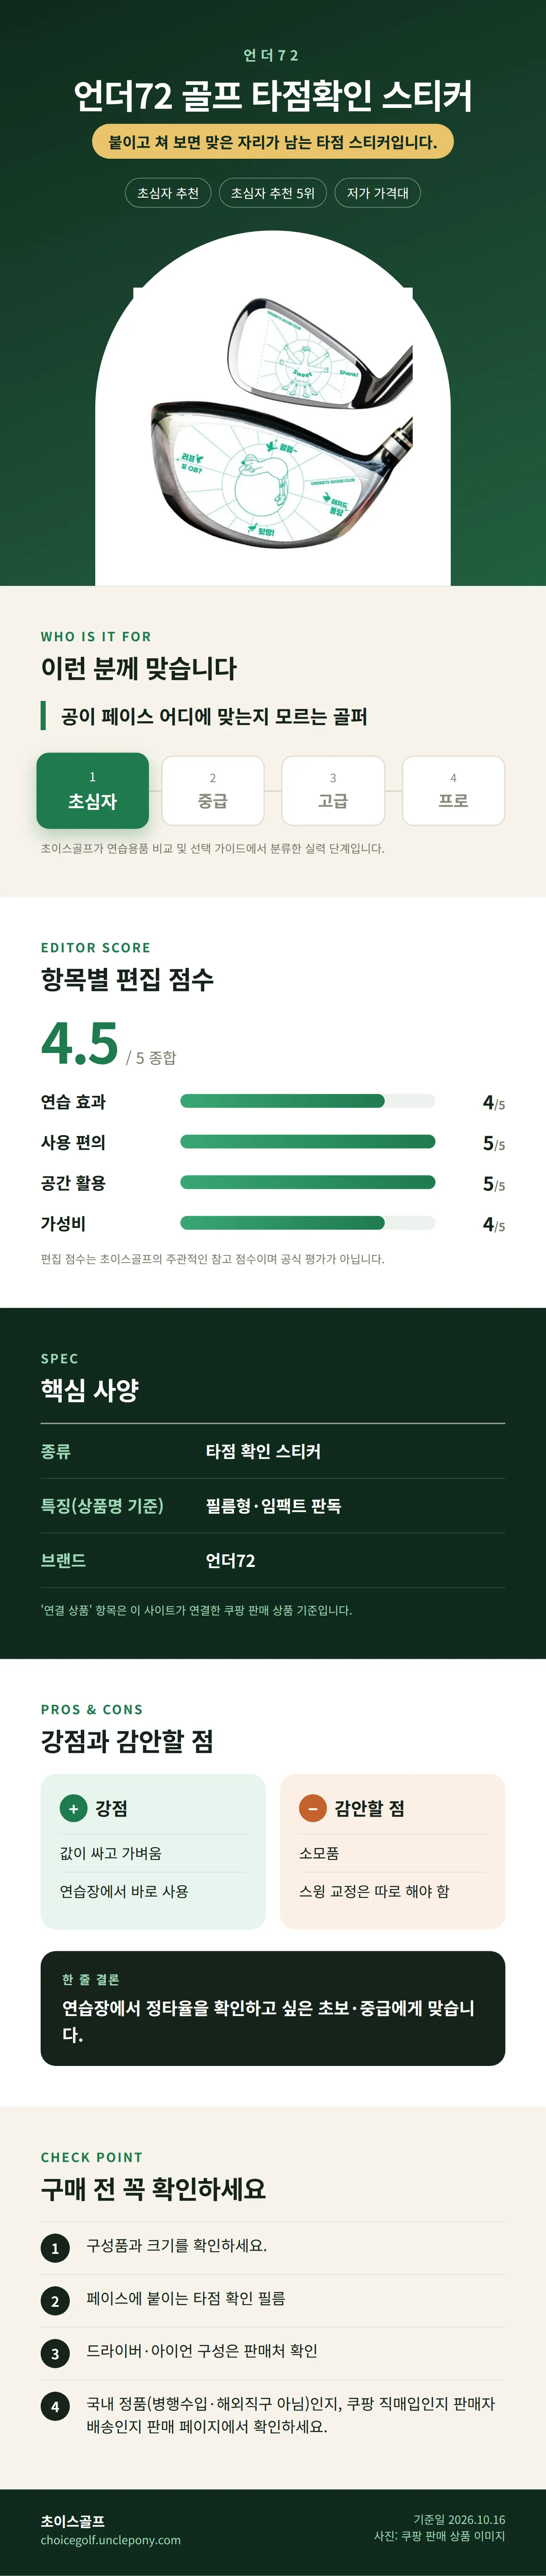 언더72
언더72 골프 타점확인 스티커
붙이고 쳐 보면 맞은 자리가 남는 타점 스티커입니다.
초심자 추천
초심자 추천 5위
저가 가격대
Sweet
Shank!
UNDER72 GOODS CLUB
러프
또 OB?
UNDER72 GOODS CLUB
해저드
퐁당
뒷땅!
WHO IS IT FOR
이런 분께 맞습니다
공이 페이스 어디에 맞는지 모르는 골퍼
1
초심자
2
중급
3
고급
4
프로
초이스골프가 연습용품 비교 및 선택 가이드에서 분류한 실력 단계입니다.
EDITOR SCORE
항목별 편집 점수
4.5 / 5 종합
연습 효과 4/5
사용 편의 5/5
공간 활용 5/5
가성비 4/5
편집 점수는 초이스골프의 주관적인 참고 점수이며 공식 평가가 아닙니다.
SPEC
핵심 사양
종류 타점 확인 스티커
특징(상품명 기준) 필름형·임팩트 판독
브랜드 언더72
'연결 상품' 항목은 이 사이트가 연결한 쿠팡 판매 상품 기준입니다.
PROS & CONS
강점과 감안할 점
+ 강점
값이 싸고 가벼움
연습장에서 바로 사용
− 감안할 점
소모품
스윙 교정은 따로 해야 함
한 줄 결론
연습장에서 정타율을 확인하고 싶은 초보·중급에게 맞습니
다.
CHECK POINT
구매 전 꼭 확인하세요
1 구성품과 크기를 확인하세요.
2 페이스에 붙이는 타점 확인 필름
3 드라이버·아이언 구성은 판매처 확인
4 국내 정품(병행수입·해외직구 아님)인지, 쿠팡 직매입인지 판매자
배송인지 판매 페이지에서 확인하세요.
초이스골프
choicegolf.unclepony.com
기준일 2026.10.16
사진: 쿠팡 판매 상품 이미지